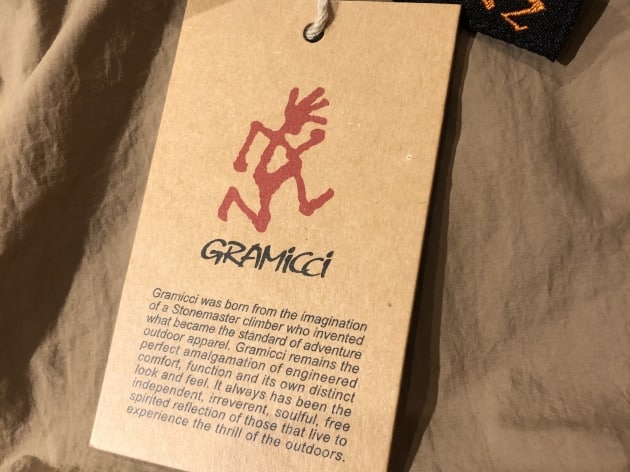 GRAMICCI
Gramicci was born from the imagination
of a Stonemaster climber who invented
what became the standard of adventure
outdoor apparel. Gramicci remains the
perfect amalgamation of engineered
comfort, function and its own distinct
look and feel. It always has been the
independent, irreverent, soulful, free
spirited reflection of those that live to
experience the thrill of the outdoors.